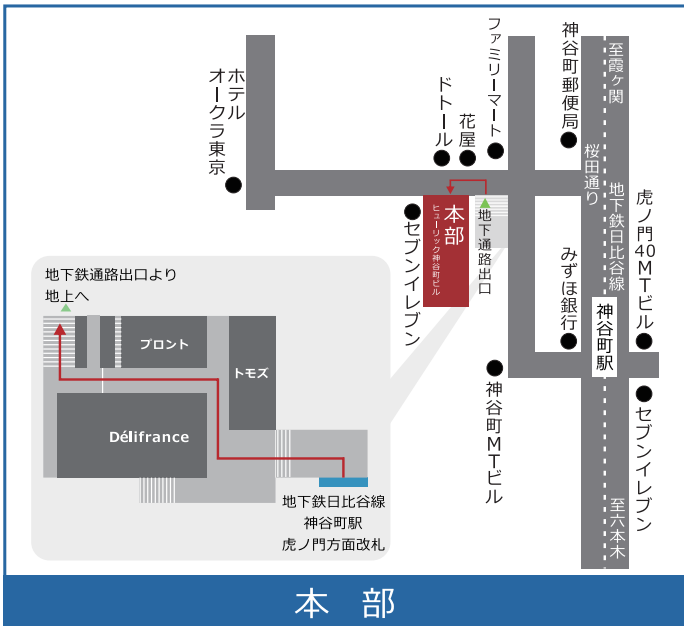 ホテル
オークラ東京
ドトール
花屋
ファミリーマート
神谷町郵便局
至霞ヶ関
桜田通り
地下鉄日比谷線
虎ノ門40MTビル
本部
ヒューリック神谷町ビル
地下通路出口
セブンイレブン
みずほ銀行
神谷町駅
神谷町MTビル
セブンイレブン
至六本木
地下鉄通路出口より
地上へ
プロント
トモズ
Délifrance
地下鉄日比谷線
神谷町駅
虎ノ門方面改札
本 部